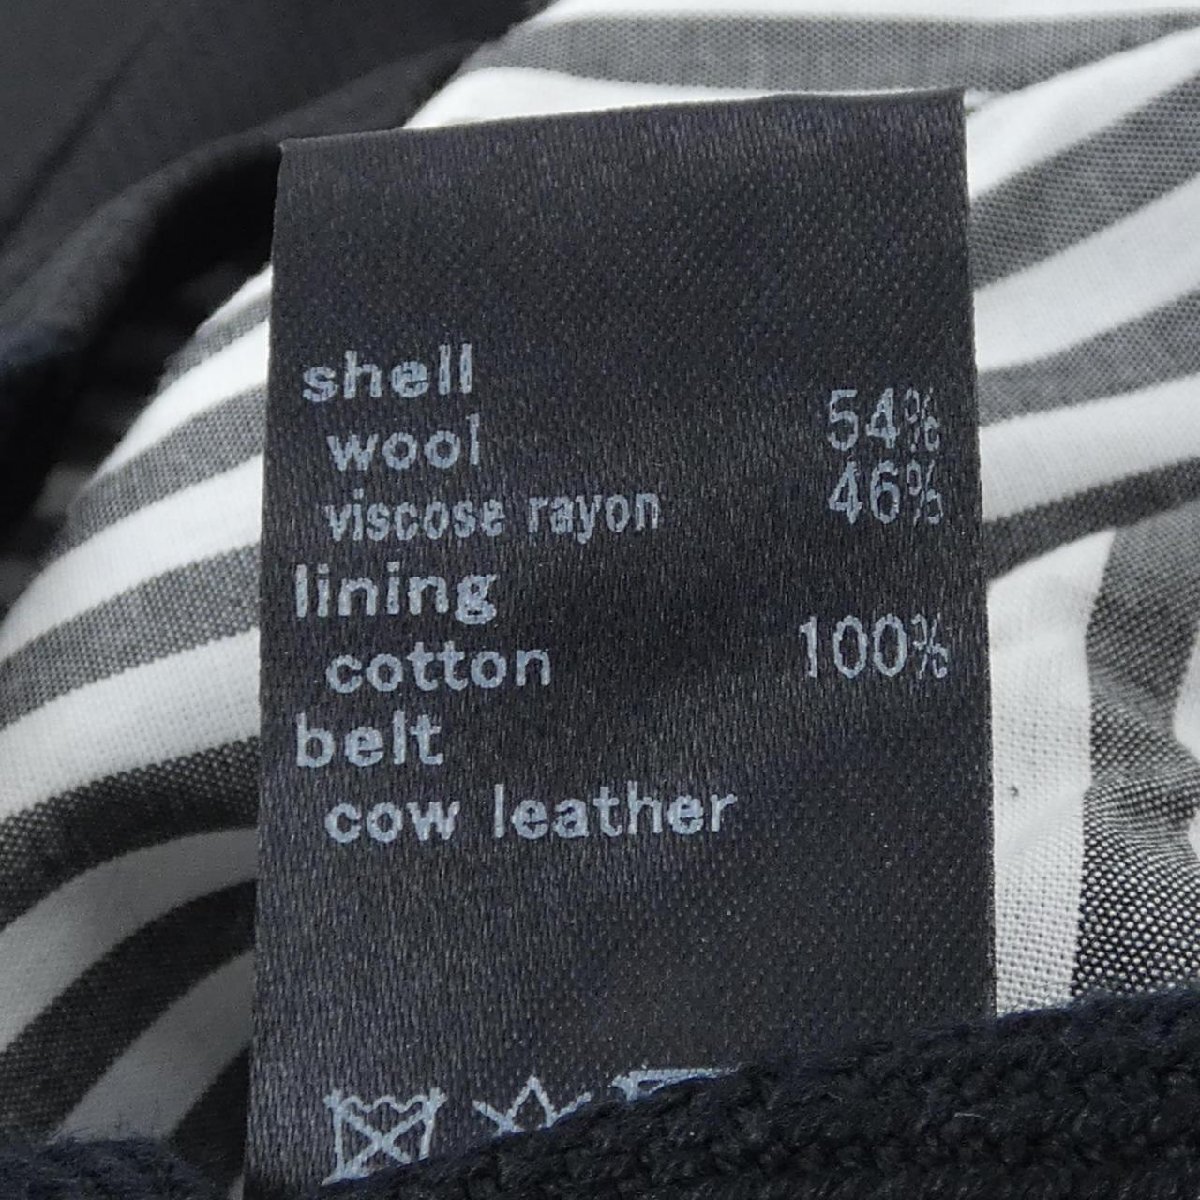 shell
wool 54%
viscose rayon 46%
lining
cotton 100%
belt
cow leather